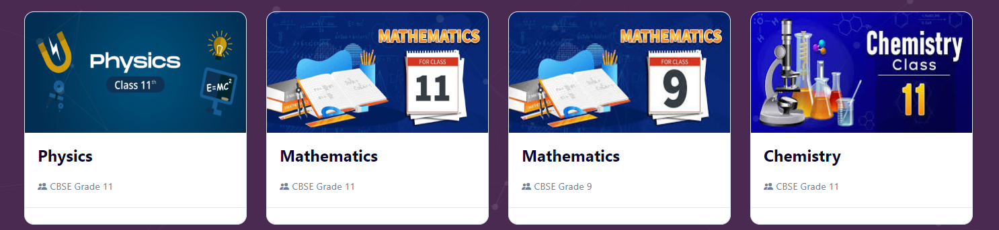 Physics
Class 11th
E=MC2
Physics
CBSE Grade 11
MATHEMATICS
FOR CLASS
11
Mathematics
CBSE Grade 11
MATHEMATICS
FOR CLASS
9
Mathematics
CBSE Grade 9
Chemistry
Class
11
Chemistry
CBSE Grade 11